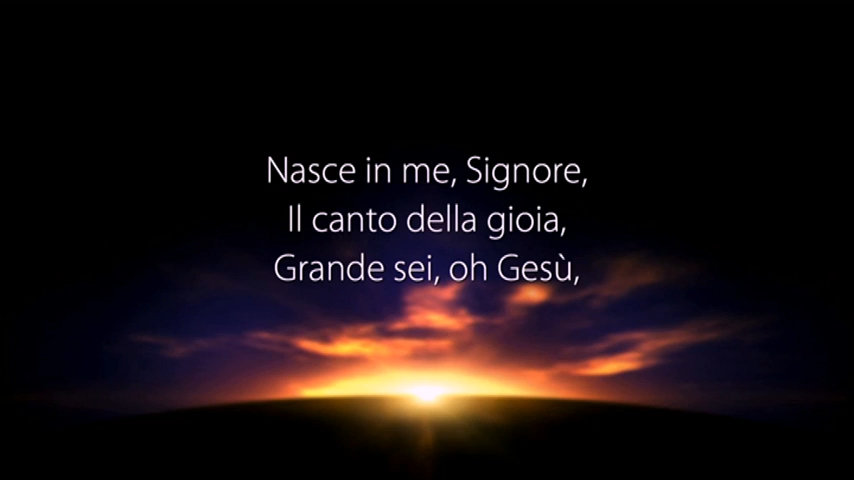 Nasce in me, Signore,
Il canto della gioia,
Grande sei, oh Gesù,